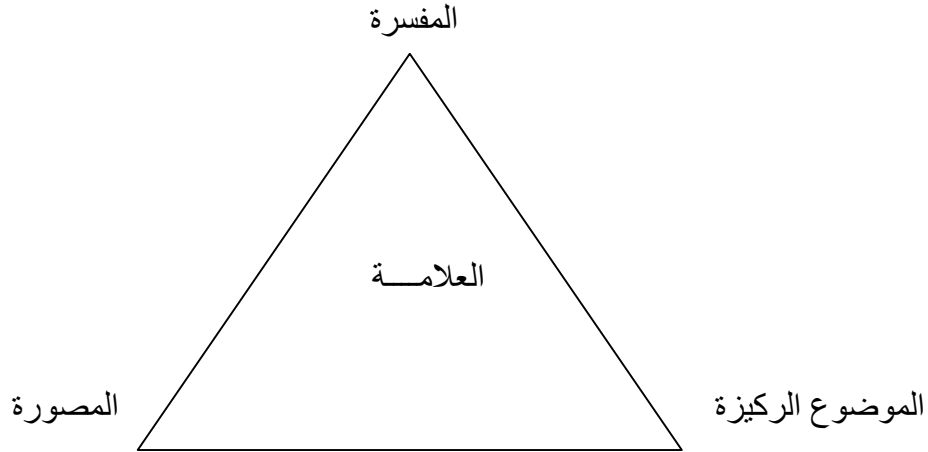 المفسرة
العلامـــة
الموضوع الركيزة
المصورة